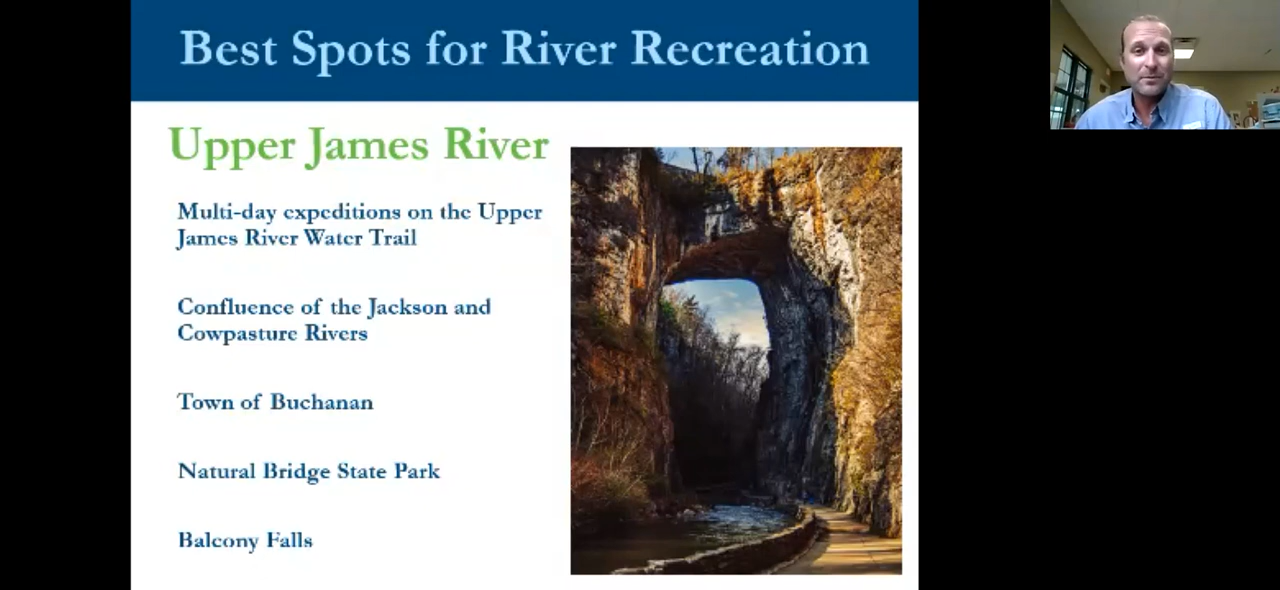 Best Spots for River Recreation
Upper James River
Multi-day expeditions on the Upper
James River Water Trail
Confluence of the Jackson and
Cowpasture Rivers
Town of Buchanan
Natural Bridge State Park
Balcony Falls